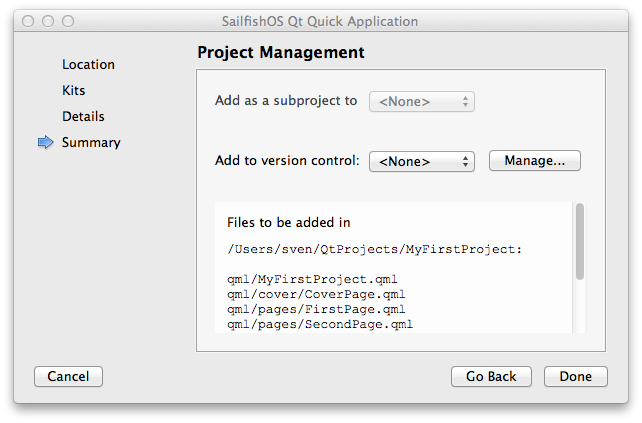 SailfishOS Qt Quick Application
Location
Kits
Details
Summary
Project Management
Add as a subproject to <None>
Add to version control: <None> Manage...
Files to be added in
/Users/sven/QtProjects/MyFirstProject:
qml/MyFirstProject.qml
qml/cover/CoverPage.qml
qml/pages/FirstPage.qml
qml/pages/SecondPage.qml
Cancel Go Back Done